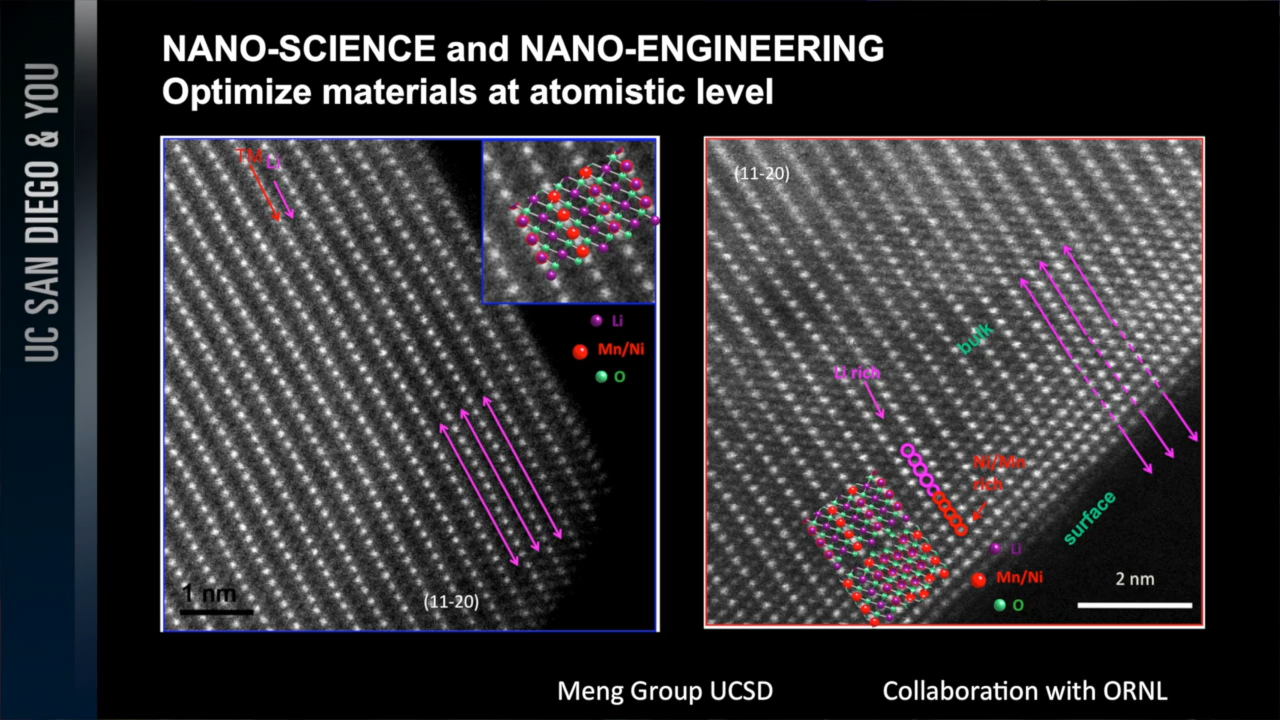 UC SAN DIEGO & YOU
NANO-SCIENCE and NANO-ENGINEERING
Optimize materials at atomistic level
TM
Li
Li
Mn/Ni
O
1 nm
(11-20)
(11-20)
bulk
Li rich
Ni/Mn
rich
surface
Li
Mn/Ni
O
2 nm
Meng Group UCSD
Collaboration with ORNL